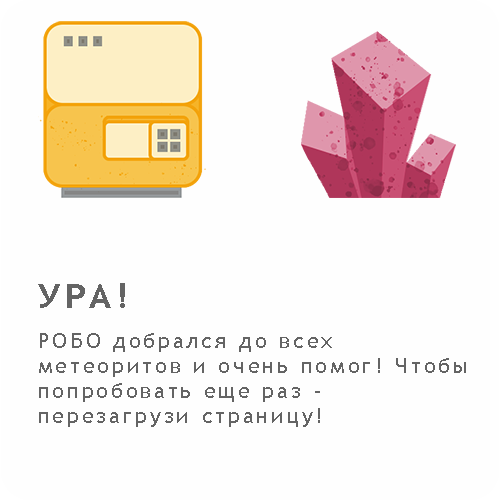 УРА!
РОБО добрался до всех
метеоритов и очень помог! Чтобы
попробовать еще раз -
перезагрузи страницу!